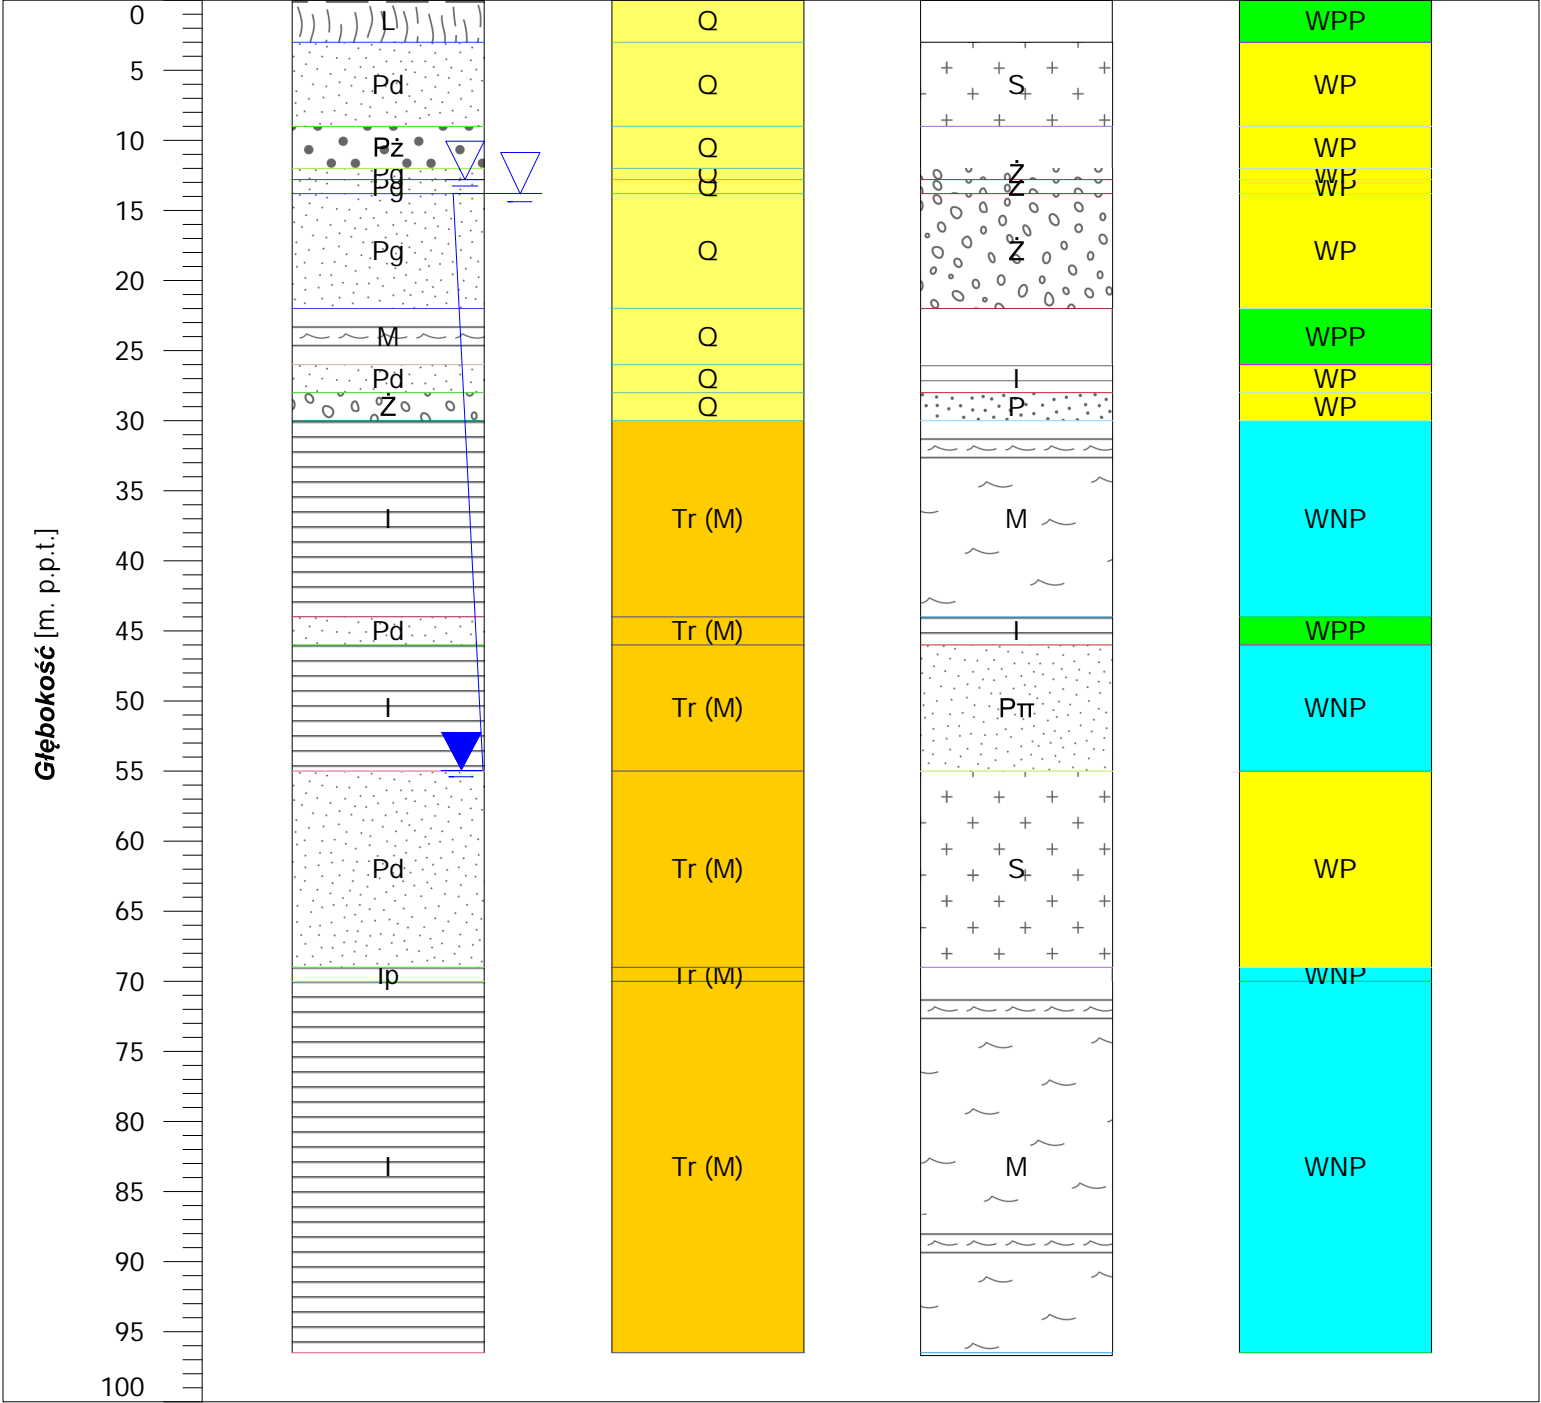 0
L
Q
WPP
5
Pd
Q
S
WP
10
Pż
Q
WP
Pg
Q
Ż
WP
Pg
Q
Ż
WP
15
Pg
Q
Ż
WP
20
M
Q
WPP
25
Pd
Q
I
WP
Ż
Q
P
WP
30
35
I
Tr (M)
M
WNP
40
45
Pd
Tr (M)
I
WPP
50
I
Tr (M)
Pπ
WNP
55
60
Pd
Tr (M)
S
WP
65
70
Ip
Tr (M)
WNP
75
80
I
Tr (M)
M
WNP
85
90
95
100
Głębokość [m. p.p.t.]